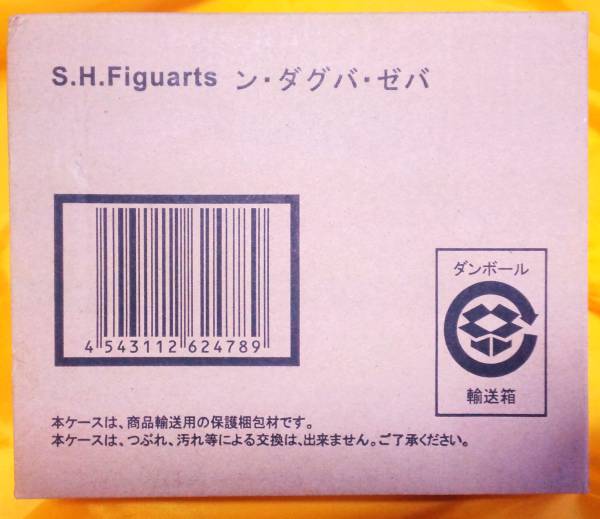 S.H.Figuarts ン・ダグバ・ゼバ
4 543112 624789
ダンボール
輸送箱
本ケースは、商品輸送用の保護梱包材です。
本ケースは、つぶれ、汚れ等による交換は、出来ません。ご了承ください。